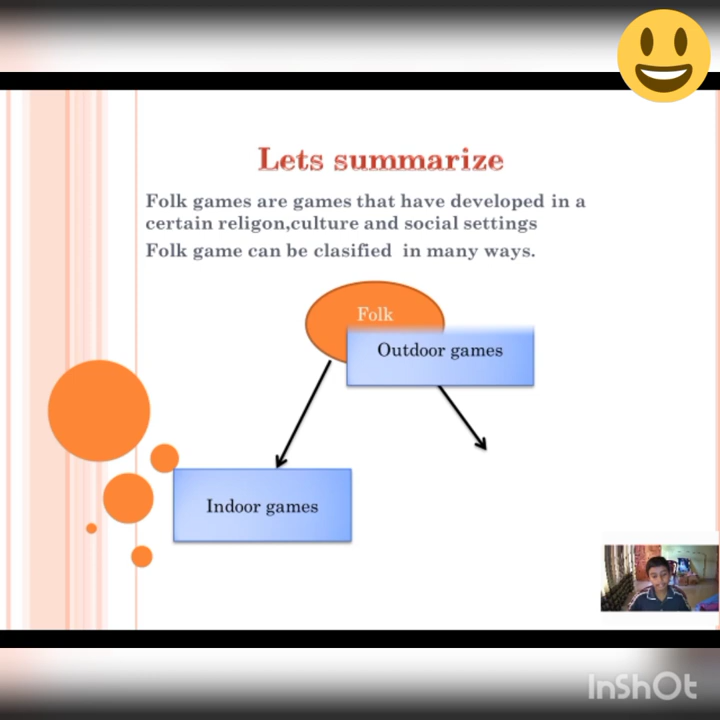 Lets summarize
Folk games are games that have developed in a
certain religon,culture and social settings
Folk game can be clasified in many ways.
Folk
Outdoor games
Indoor games
InShOt